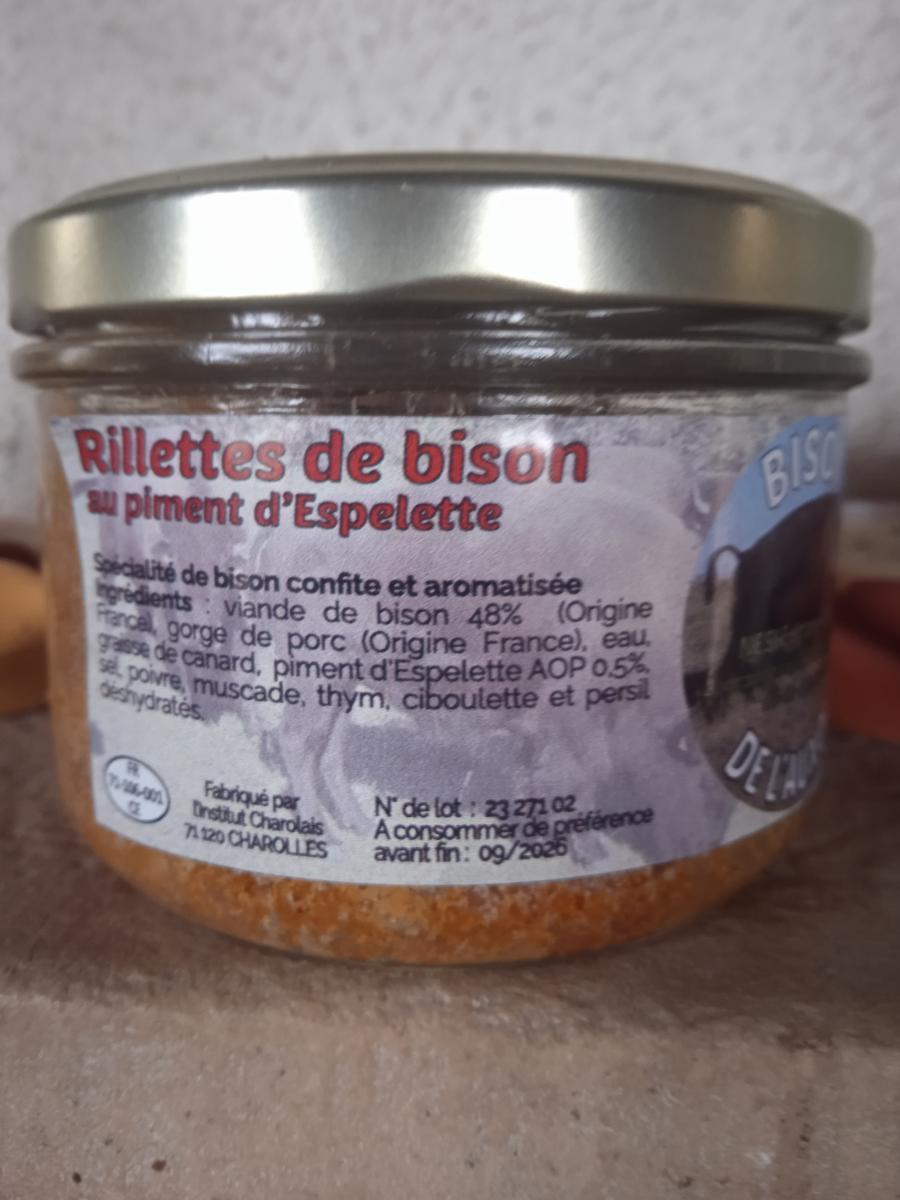 Rillettes de bison
au piment d'Espelette
Spécialité de bison confite et aromatisée
Ingrédients : viande de bison 48% (Origine
France), gorge de porc (Origine France), eau,
graisse de canard, piment d'Espelette AOP 0.5%,
sel, poivre, muscade, thym, ciboulette et persil
déshydratés.
FR
71-106-001
CE
Fabriqué par
l'Institut Charolais
71 120 CHAROLLES
N° de lot : 23 271 02
A consommer de préférence
avant fin : 09/2026
BISO
DE L'AU